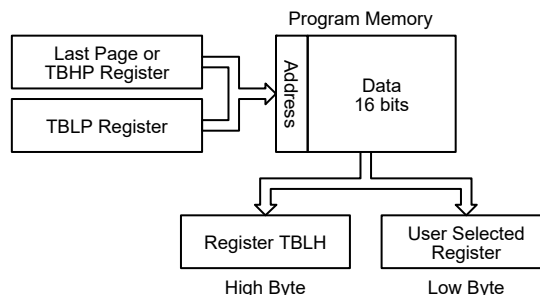 Program Memory
Last Page or
TBHP Register
TBLP Register
Address
Data
16 bits
Register TBLH
User Selected
Register
High Byte
Low Byte